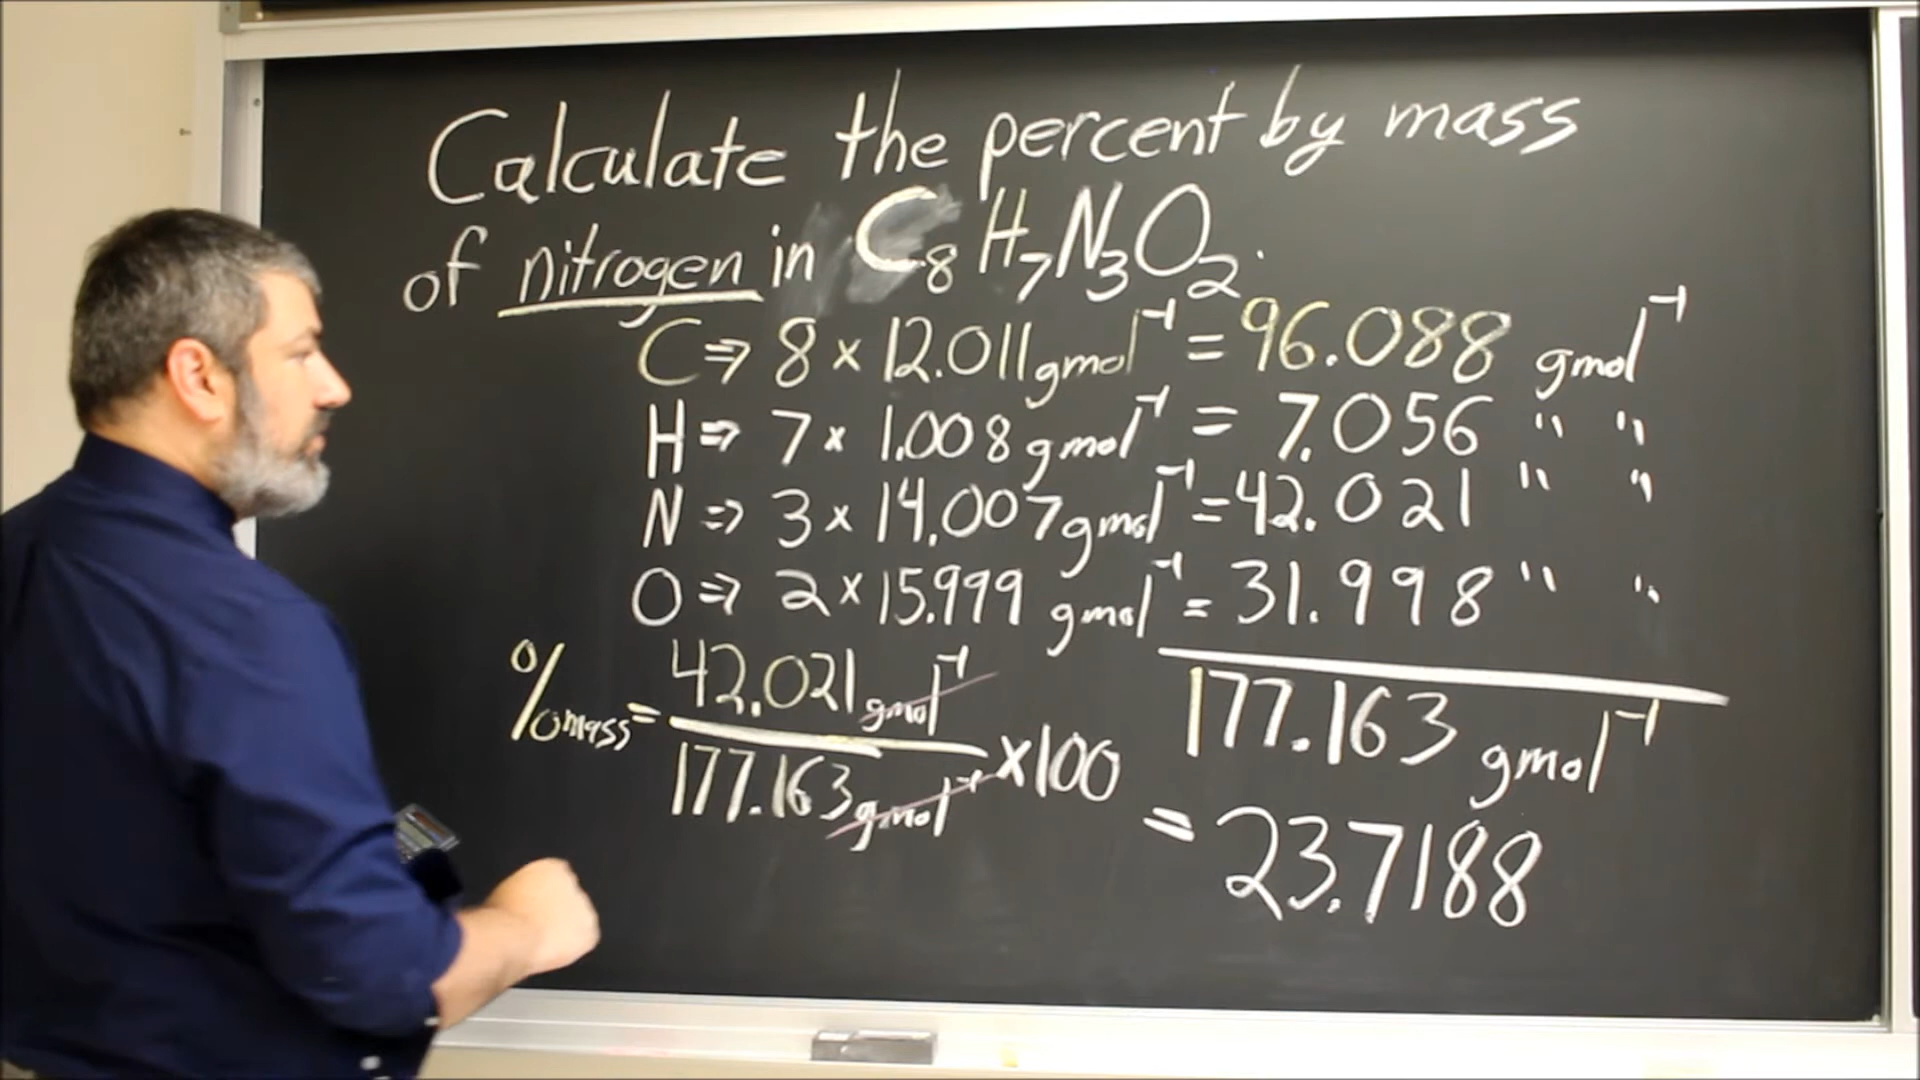 Calculate the percent by mass
of nitrogen in C₈H₇N₃O₂.
C ⇒ 8 × 12.011 gmol⁻¹ = 96.088 gmol⁻¹
H ⇒ 7 × 1.008 gmol⁻¹ = 7.056 " "
N ⇒ 3 × 14.007 gmol⁻¹ = 42.021 " "
O ⇒ 2 × 15.999 gmol⁻¹ = 31.998 " "
177.163 gmol⁻¹
%mass = 42.021 gmol⁻¹ / 177.163 gmol⁻¹ × 100
= 23.7188